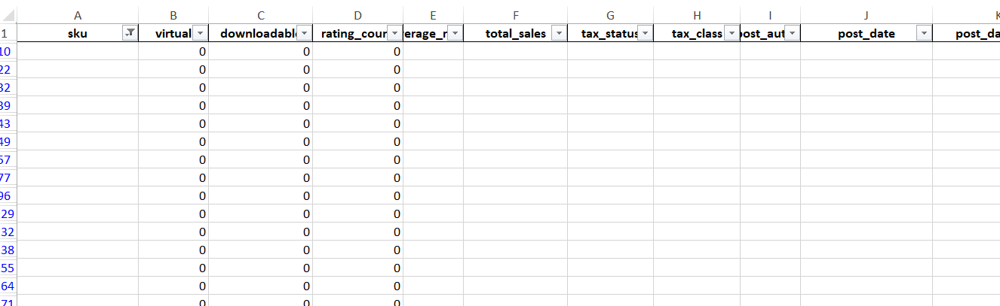 A B C D E F G H I J K
1 sku virtual downloadable rating_cour verage_r total_sales tax_status tax_class post_aut post_date post_da
10 0 0 0
22 0 0 0
32 0 0 0
39 0 0 0
43 0 0 0
49 0 0 0
57 0 0 0
77 0 0 0
96 0 0 0
29 0 0 0
32 0 0 0
38 0 0 0
55 0 0 0
64 0 0 0
71 0 0 0